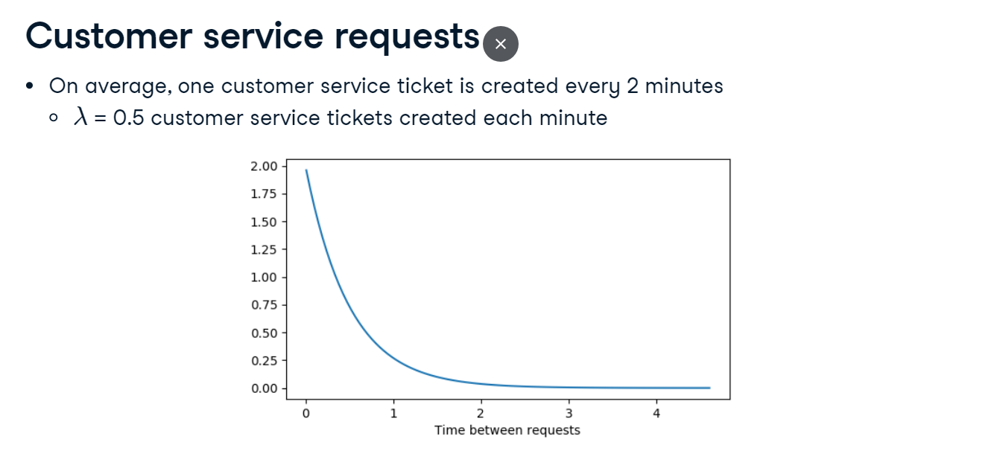 Customer service requests
• On average, one customer service ticket is created every 2 minutes
○ λ = 0.5 customer service tickets created each minute
2.00
1.75
1.50
1.25
1.00
0.75
0.50
0.25
0.00
0 1 2 3 4
Time between requests